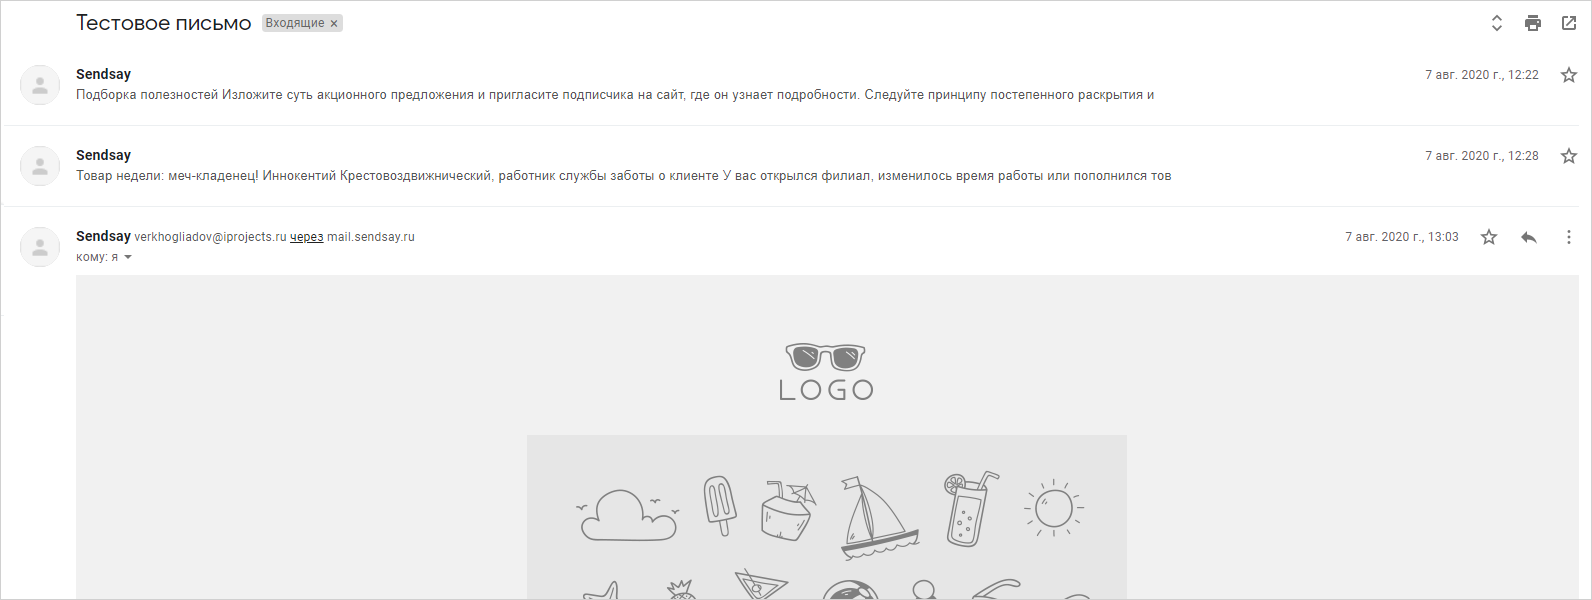 Тестовое письмо Входящие ×
Sendsay 7 авг. 2020 г., 12:22
Подборка полезностей Изложите суть акционного предложения и пригласите подписчика на сайт, где он узнает подробности. Следуйте принципу постепенного раскрытия и
Sendsay 7 авг. 2020 г., 12:28
Товар недели: меч-кладенец! Иннокентий Крестовоздвижнический, работник службы заботы о клиенте У вас открылся филиал, изменилось время работы или пополнился тов
Sendsay verkhogliadov@iprojects.ru через mail.sendsay.ru 7 авг. 2020 г., 13:03
кому: я
LOGO